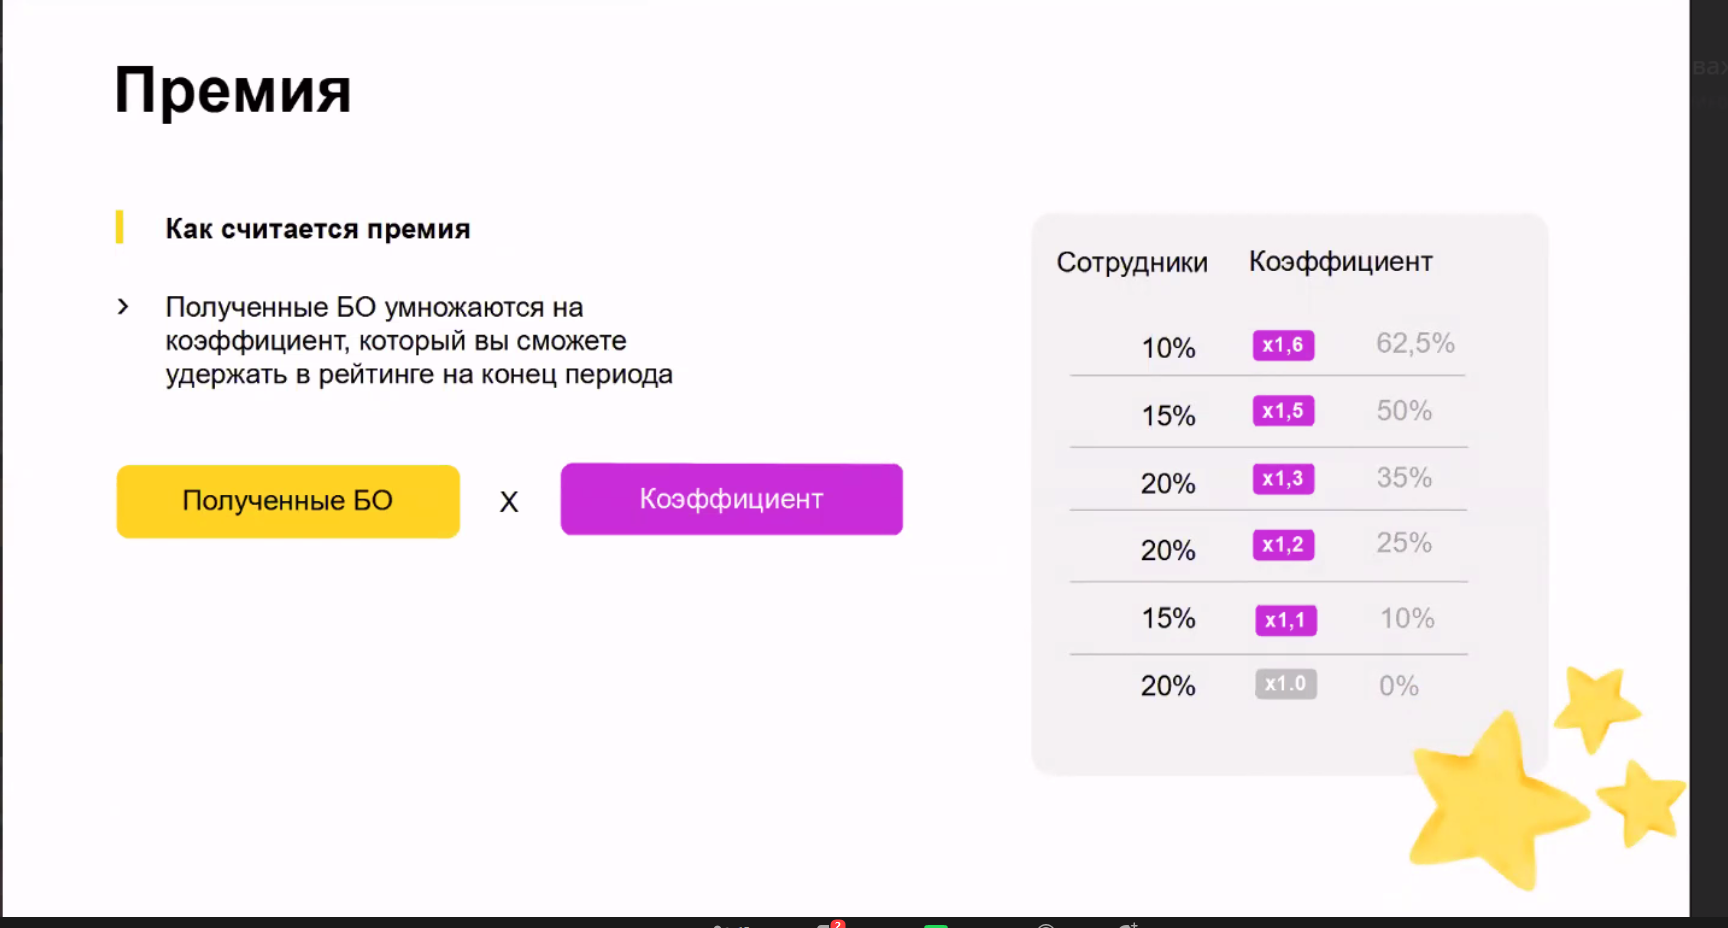 Премия
Как считается премия
Полученные БО умножаются на
коэффициент, который вы сможете
удержать в рейтинге на конец периода
Полученные БО X Коэффициент
Сотрудники Коэффициент
10% x1,6 62,5%
15% x1,5 50%
20% x1,3 35%
20% x1,2 25%
15% x1,1 10%
20% x1.0 0%
2